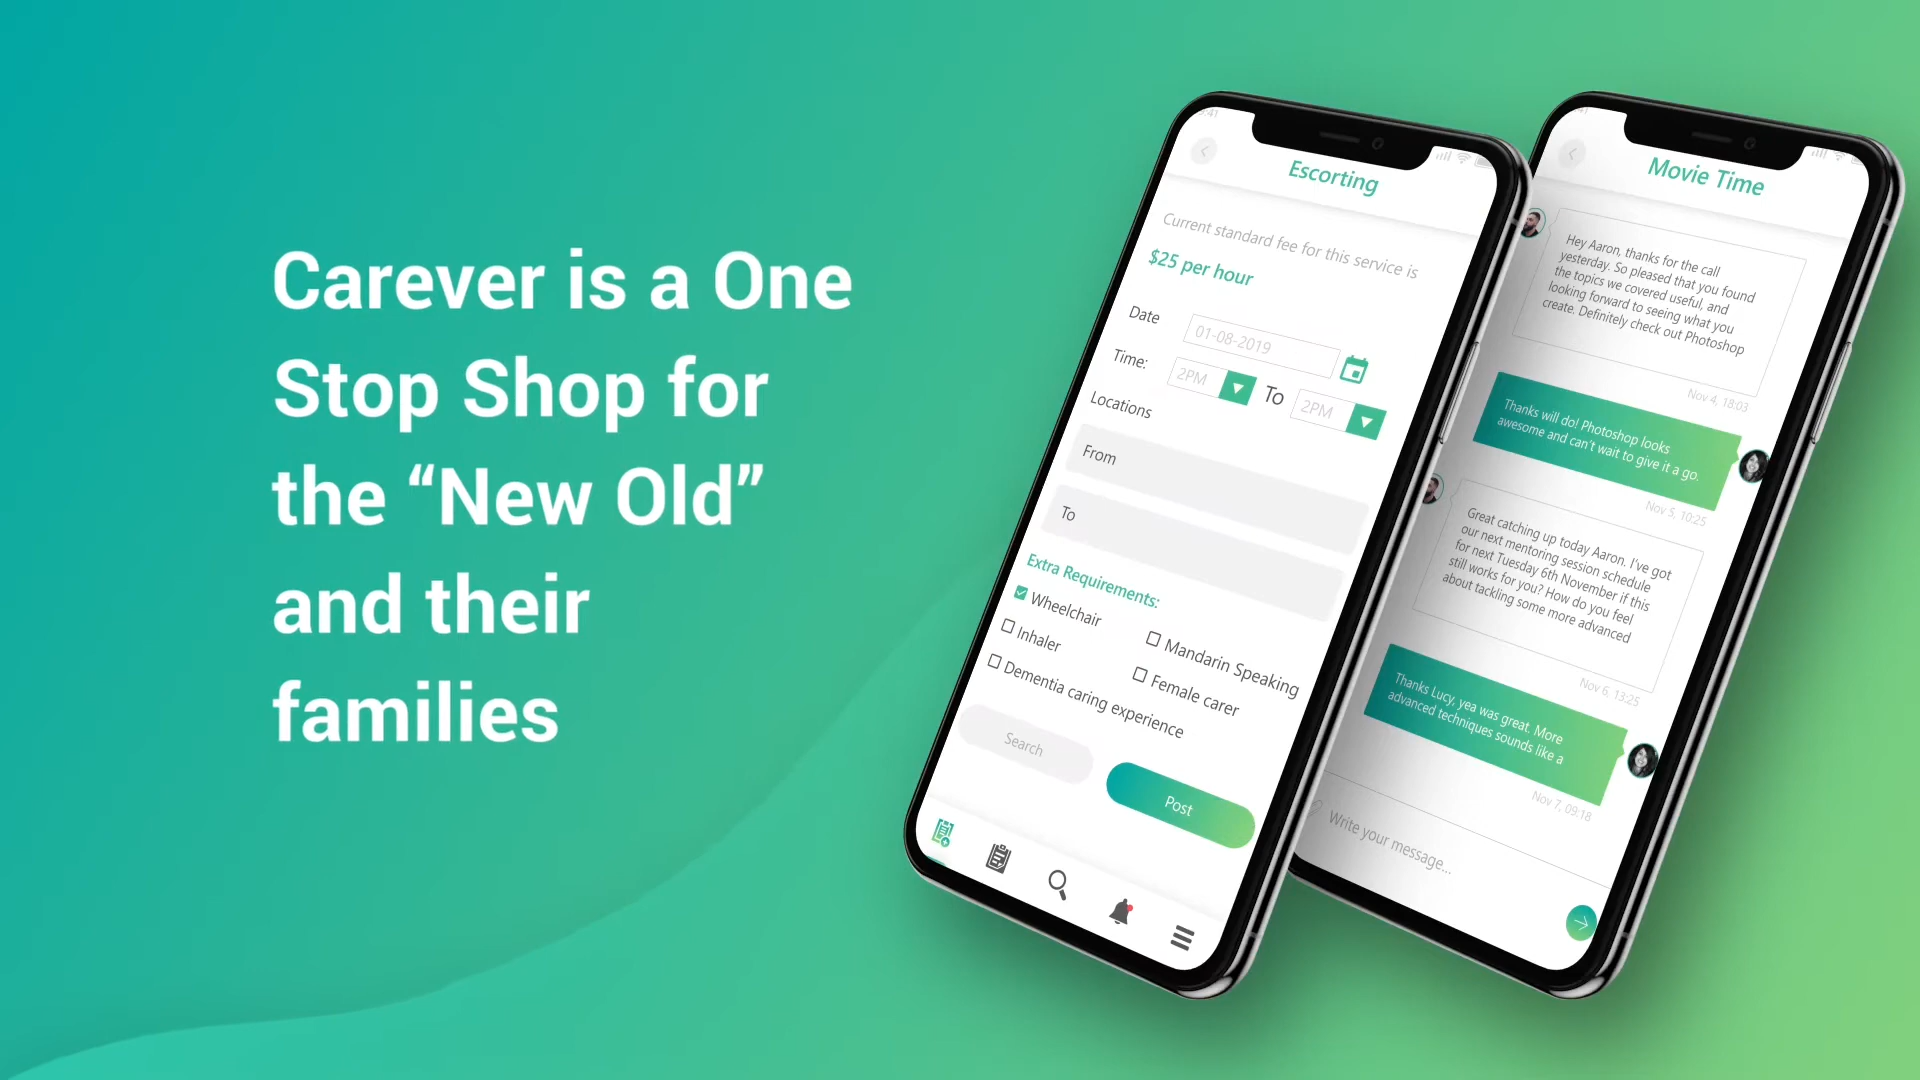 Carever is a One
Stop Shop for
the “New Old”
and their
families
Escorting
Current standard fee for this service is
$25 per hour
Date
01-08-2019
Time:
2PM
To
2PM
Locations
From
To
Extra Requirements:
Wheelchair
Mandarin Speaking
Inhaler
Female carer
Dementia caring experience
Search
Post
Movie Time
Hey Aaron, thanks for the call
yesterday. So pleased that you found
the topics we covered useful, and
looking forward to seeing what you
create. Definitely check out Photoshop
Nov 4, 18:03
Thanks will do! Photoshop looks
awesome and can't wait to give it a go.
Nov 5, 10:25
Great catching up today Aaron. I've got
our next mentoring session schedule
for next Tuesday 6th November if this
still works for you? How do you feel
about tackling some more advanced
Nov 6, 13:25
Thanks Lucy, yea was great. More
advanced techniques sounds like a
Nov 7, 09:18
Write your message...